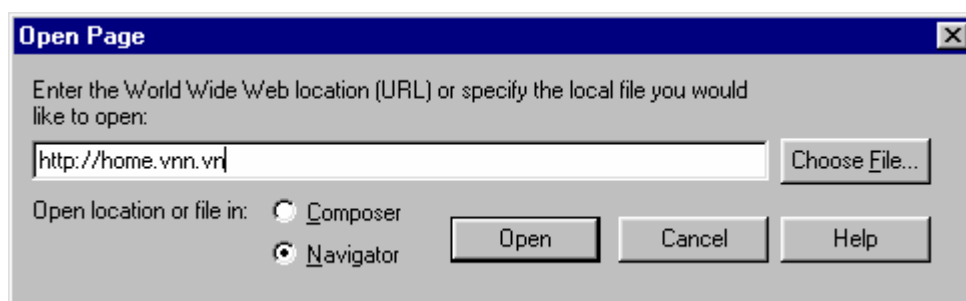 Open Page
Enter the World Wide Web location (URL) or specify the local file you would
like to open:
http://home.vnn.vn
Choose File...
Open location or file in:
Composer
Navigator
Open
Cancel
Help